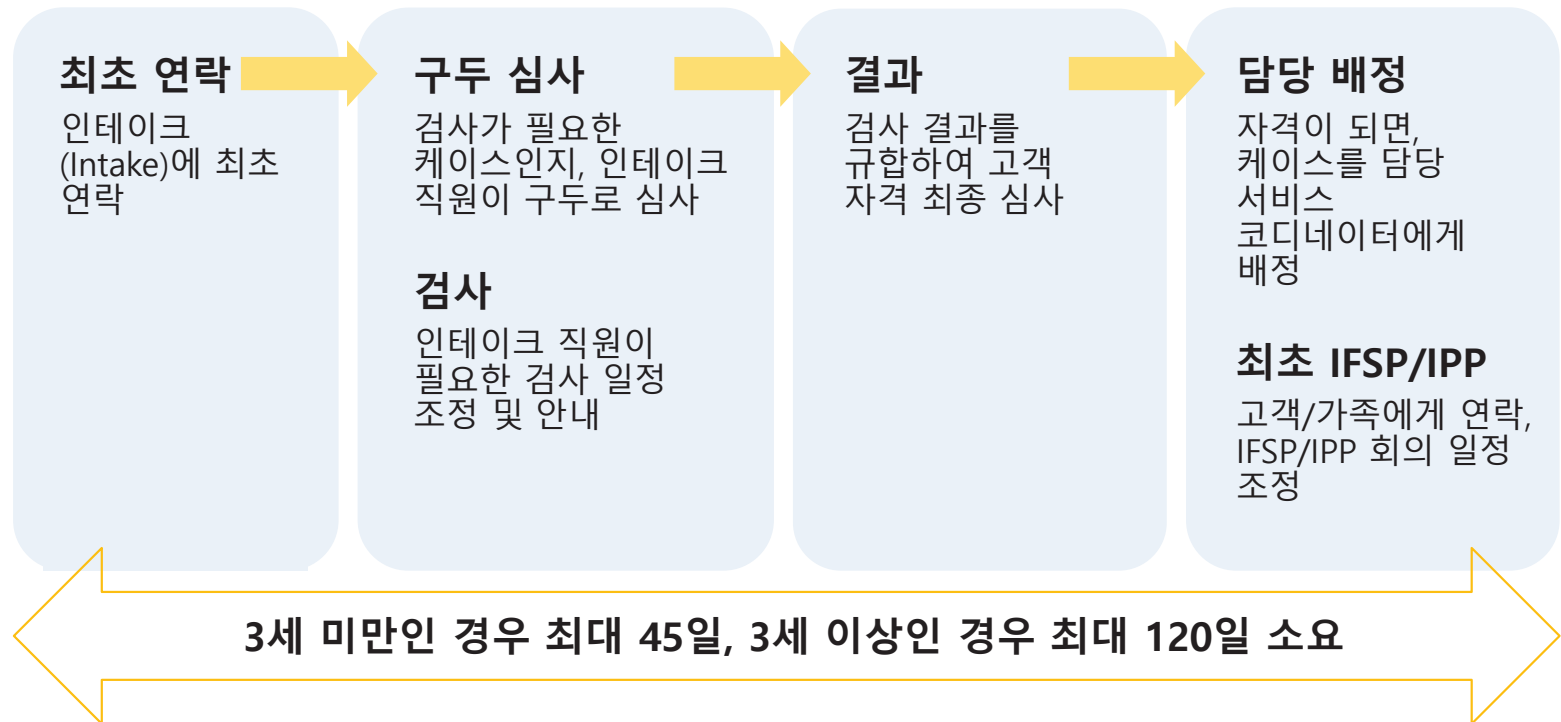 최초 연락
인테이크
(Intake)에 최초
연락
구두 심사
검사가 필요한
케이스인지, 인테이크
직원이 구두로 심사
검사
인테이크 직원이
필요한 검사 일정
조정 및 안내
결과
검사 결과를
규합하여 고객
자격 최종 심사
담당 배정
자격이 되면,
케이스를 담당
서비스
코디네이터에게
배정
최초 IFSP/IPP
고객/가족에게 연락,
IFSP/IPP 회의 일정
조정
3세 미만인 경우 최대 45일, 3세 이상인 경우 최대 120일 소요